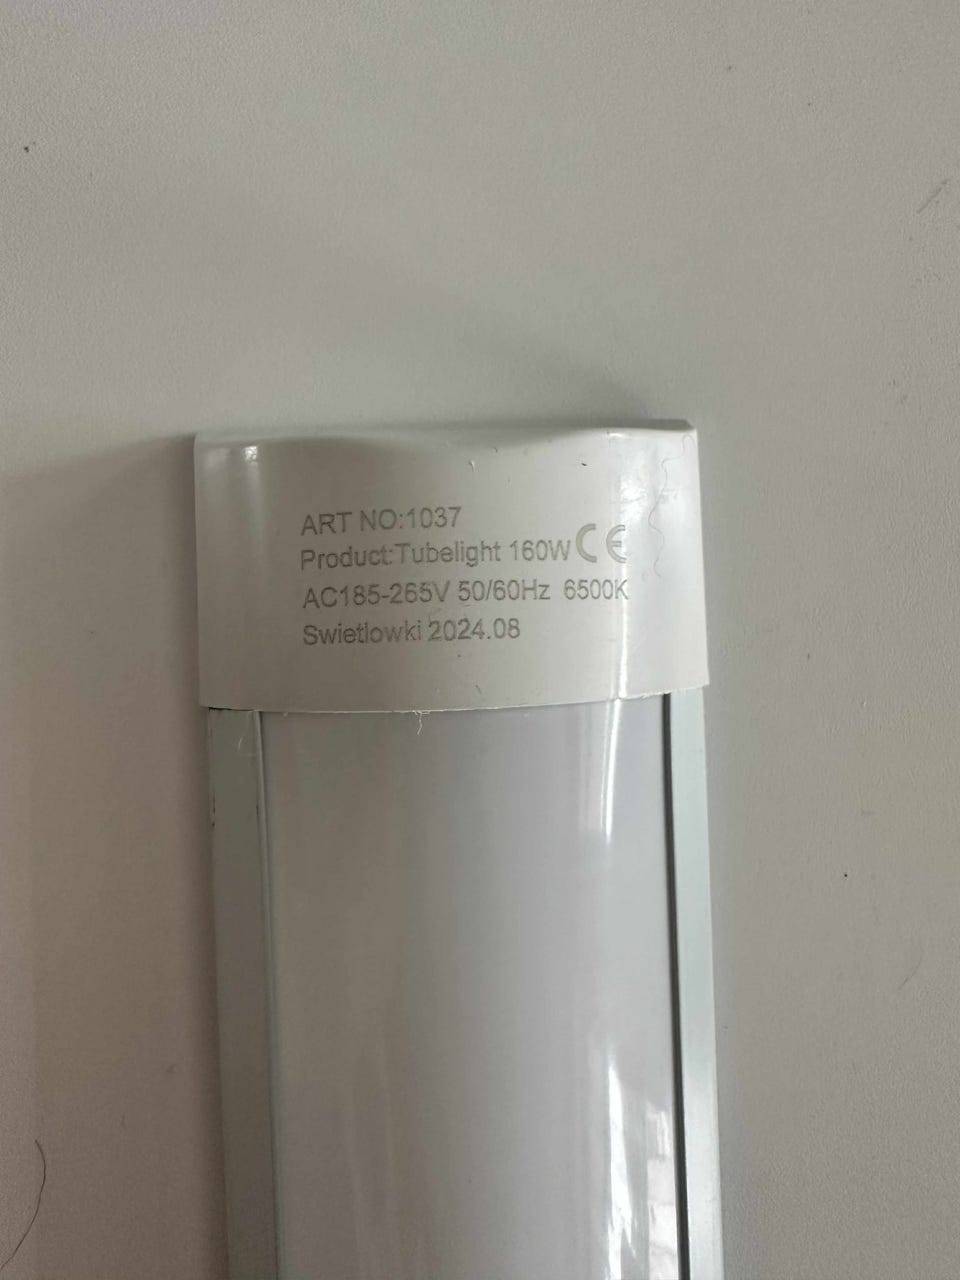 ART NO:1037
Product:Tubelight 160W CE
AC185-265V 50/60Hz 6500K
Swietlowki 2024.08